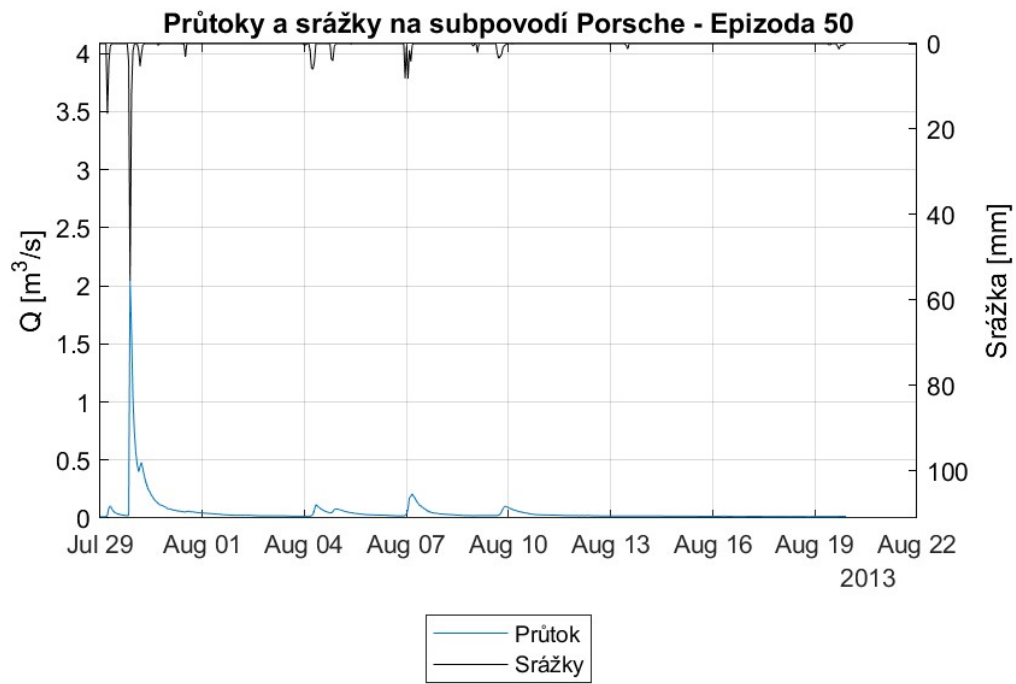 Průtoky a srážky na subpovodí Porsche - Epizoda 50
4
3.5
3
2.5
2
1.5
1
0.5
0
Q [m³/s]
0
20
40
60
80
100
Srážka [mm]
Jul 29 Aug 01 Aug 04 Aug 07 Aug 10 Aug 13 Aug 16 Aug 19 Aug 22
2013
Průtok
Srážky